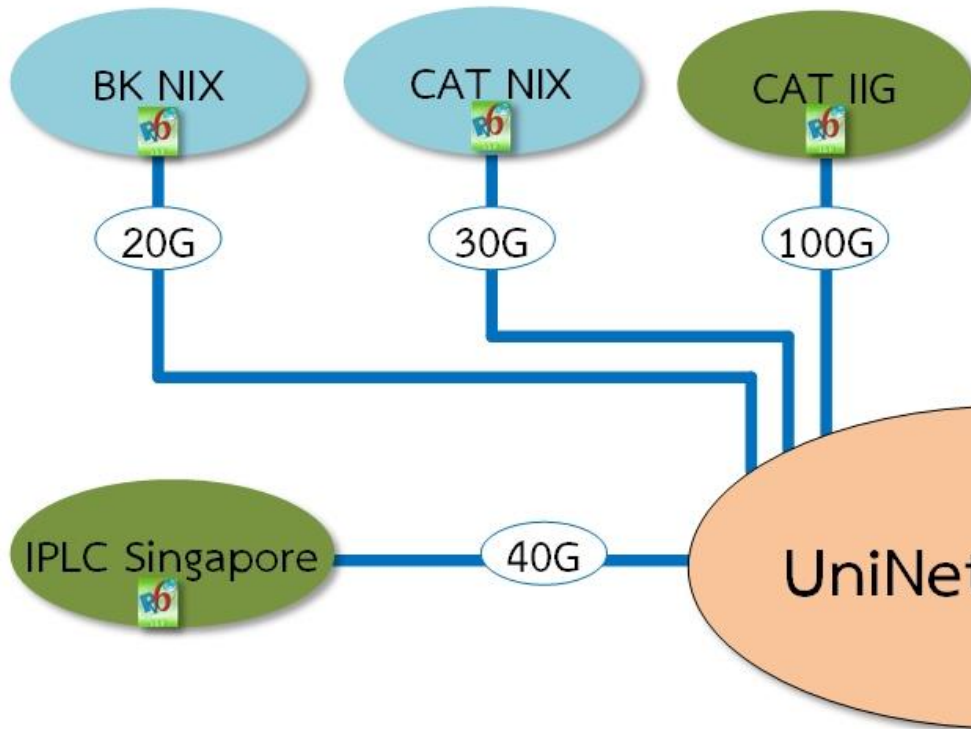 BK NIX
CAT NIX
CAT IIG
20G
30G
100G
IPLC Singapore
40G
UniNet